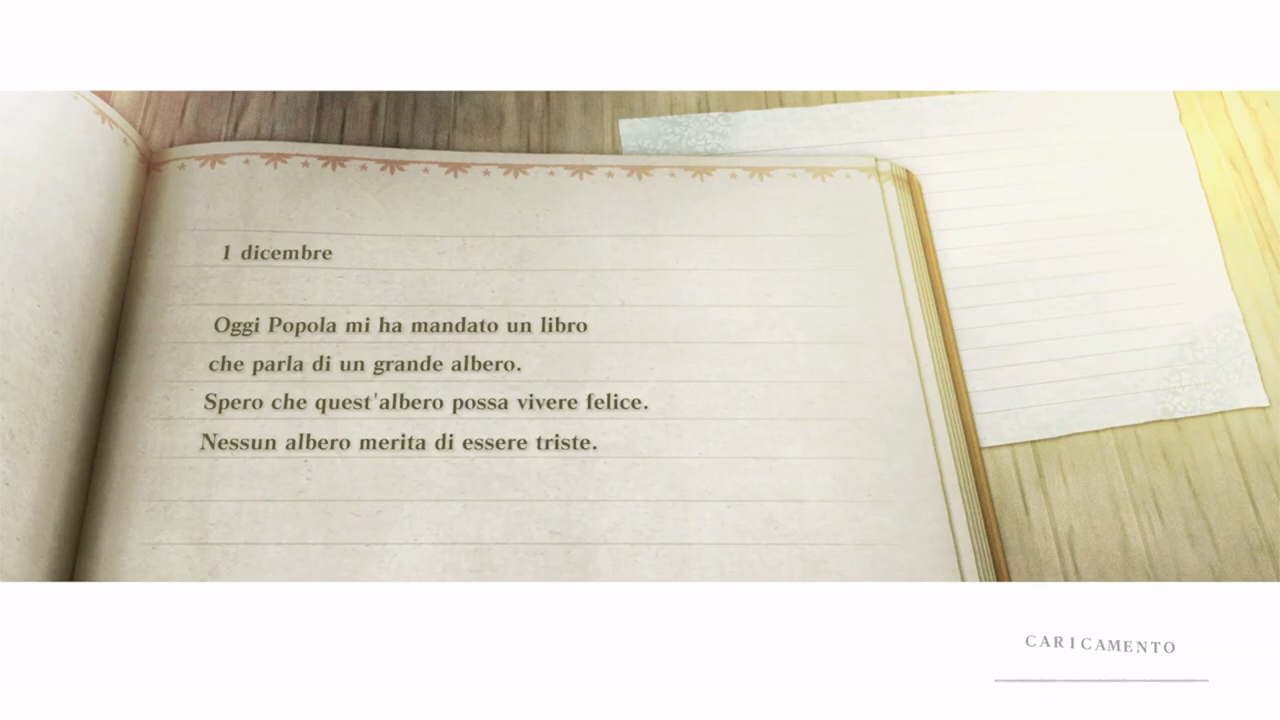 1 dicembre
Oggi Popola mi ha mandato un libro
che parla di un grande albero.
Spero che quest'albero possa vivere felice.
Nessun albero merita di essere triste.
CARICAMENTO